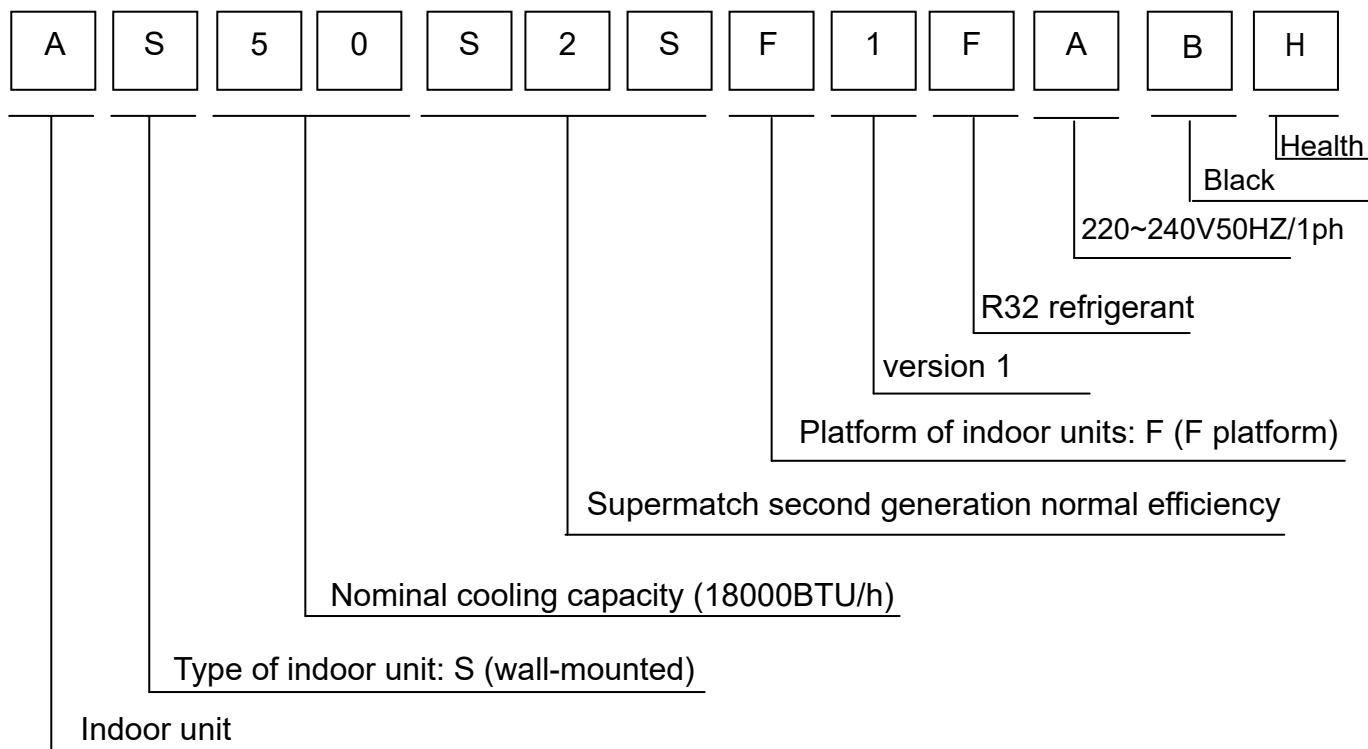 A S 5 0 S 2 S F 1 F A B H
Health
Black
220~240V50HZ/1ph
R32 refrigerant
version 1
Platform of indoor units: F (F platform)
Supermatch second generation normal efficiency
Nominal cooling capacity (18000BTU/h)
Type of indoor unit: S (wall-mounted)
Indoor unit